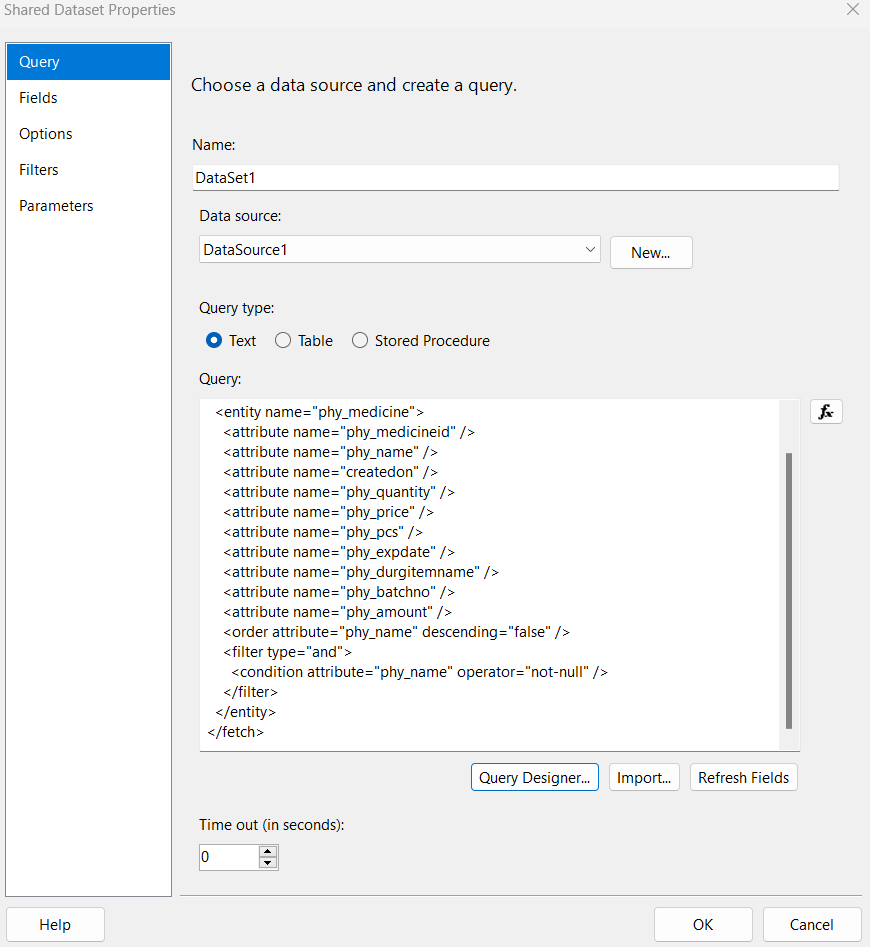 Shared Dataset Properties
Query
Fields
Options
Filters
Parameters
Choose a data source and create a query.
Name:
DataSet1
Data source:
DataSource1
New...
Query type:
Text
Table
Stored Procedure
Query:
<entity name="phy_medicine">
<attribute name="phy_medicineid" />
<attribute name="phy_name" />
<attribute name="createdon" />
<attribute name="phy_quantity" />
<attribute name="phy_price" />
<attribute name="phy_pcs" />
<attribute name="phy_expdate" />
<attribute name="phy_durgitemname" />
<attribute name="phy_batchno" />
<attribute name="phy_amount" />
<order attribute="phy_name" descending="false" />
<filter type="and">
<condition attribute="phy_name" operator="not-null" />
</filter>
</entity>
</fetch>
fx
Query Designer...
Import...
Refresh Fields
Time out (in seconds):
0
Help
OK
Cancel